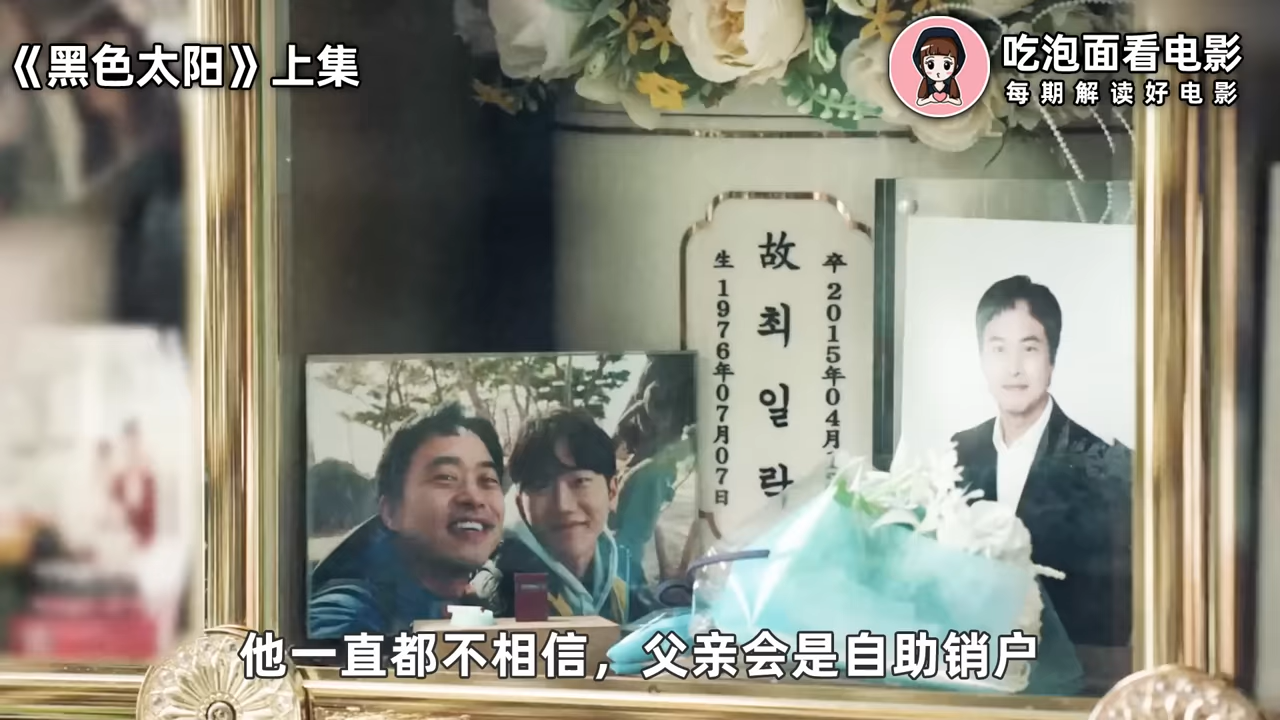 《黑色太阳》上集
吃泡面看电影
每期解读好电影
故 최일락
生 1976年07月07日
卒 2015年04月1
他一直都不相信，父亲会是自助销户